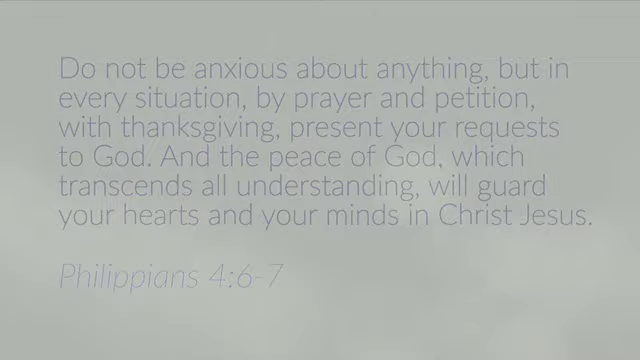 Do not be anxious about anything, but in
every situation, by prayer and petition,
with thanksgiving, present your requests
to God. And the peace of God, which
transcends all understanding, will guard
your hearts and your minds in Christ Jesus.
Philippians 4:6-7